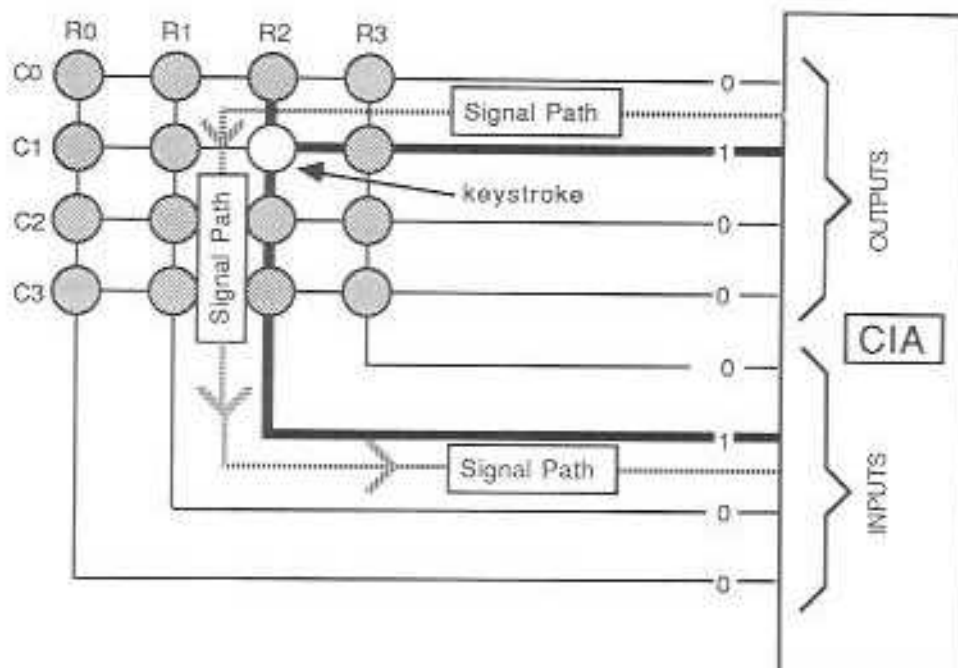 R0 R1 R2 R3
C0
0
Signal Path
C1
1
keystroke
C2
0
Signal Path
C3
0
OUTPUTS
CIA
0
1
Signal Path
INPUTS
0
0